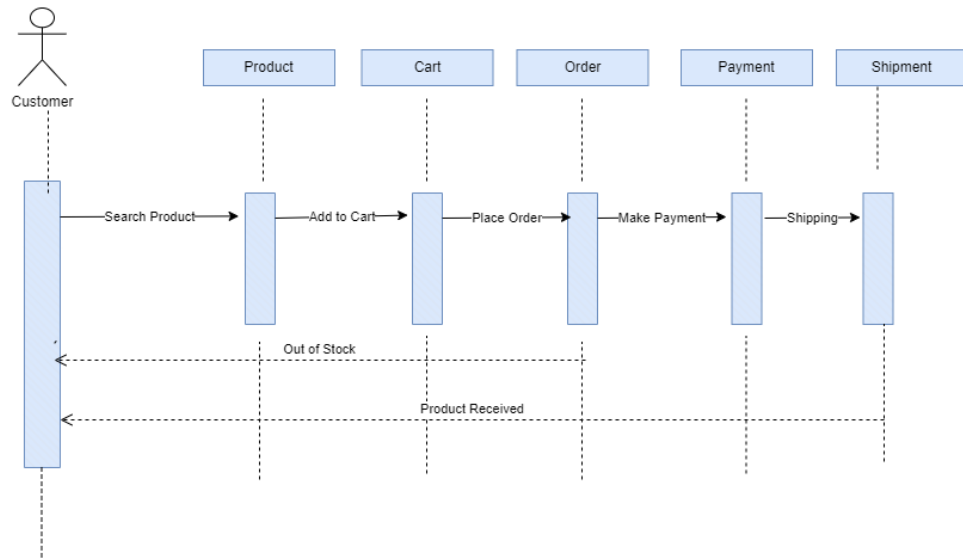 Customer
Product
Cart
Order
Payment
Shipment
Search Product
Add to Cart
Place Order
Make Payment
Shipping
Out of Stock
Product Received